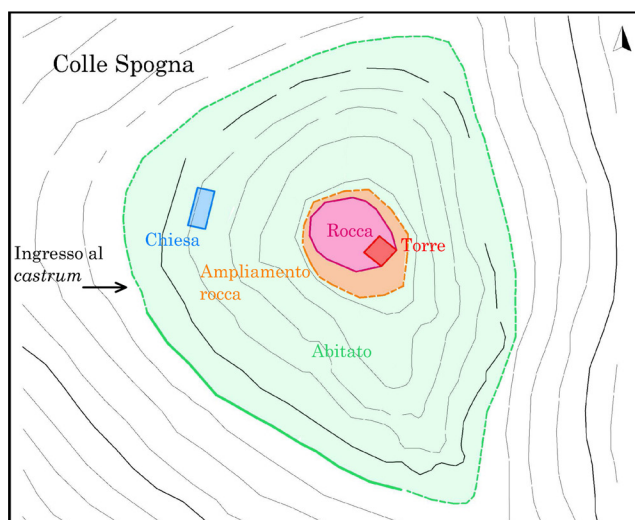 Colle Spogna
Chiesa
Rocca
Torre
Ingresso al
castrum
Ampliamento
rocca
Abitato